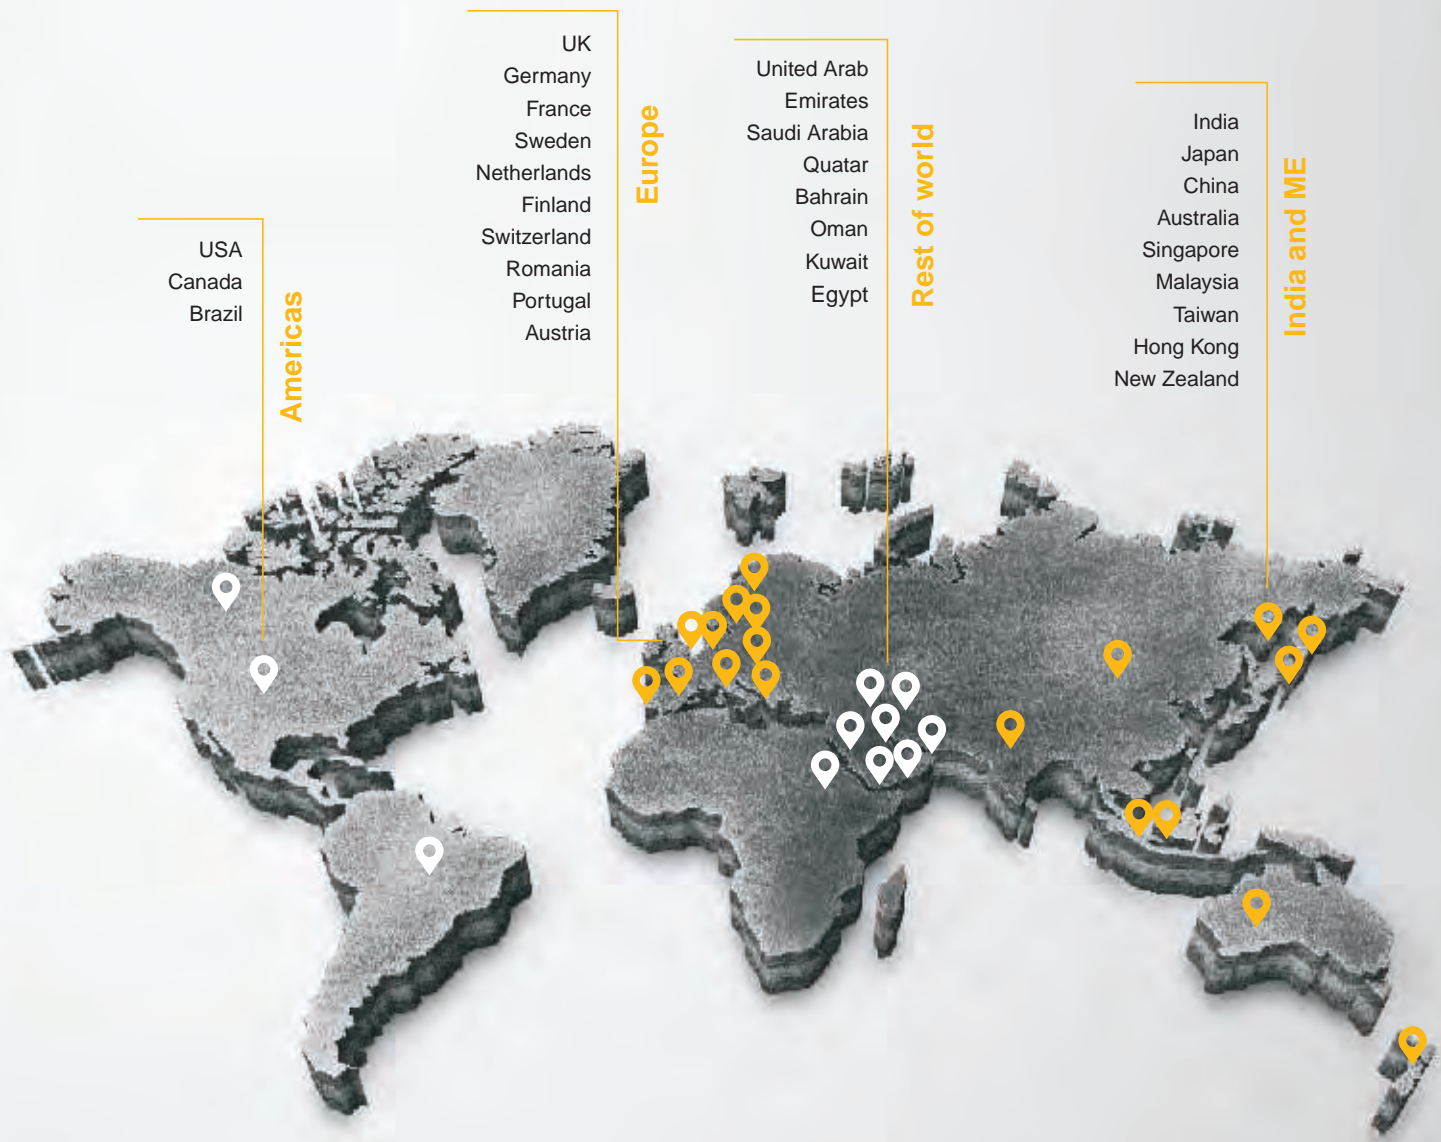 USA
Canada
Brazil
Americas
UK
Germany
France
Sweden
Netherlands
Finland
Switzerland
Romania
Portugal
Austria
Europe
United Arab
Emirates
Saudi Arabia
Quatar
Bahrain
Oman
Kuwait
Egypt
Rest of world
India
Japan
China
Australia
Singapore
Malaysia
Taiwan
Hong Kong
New Zealand
India and ME